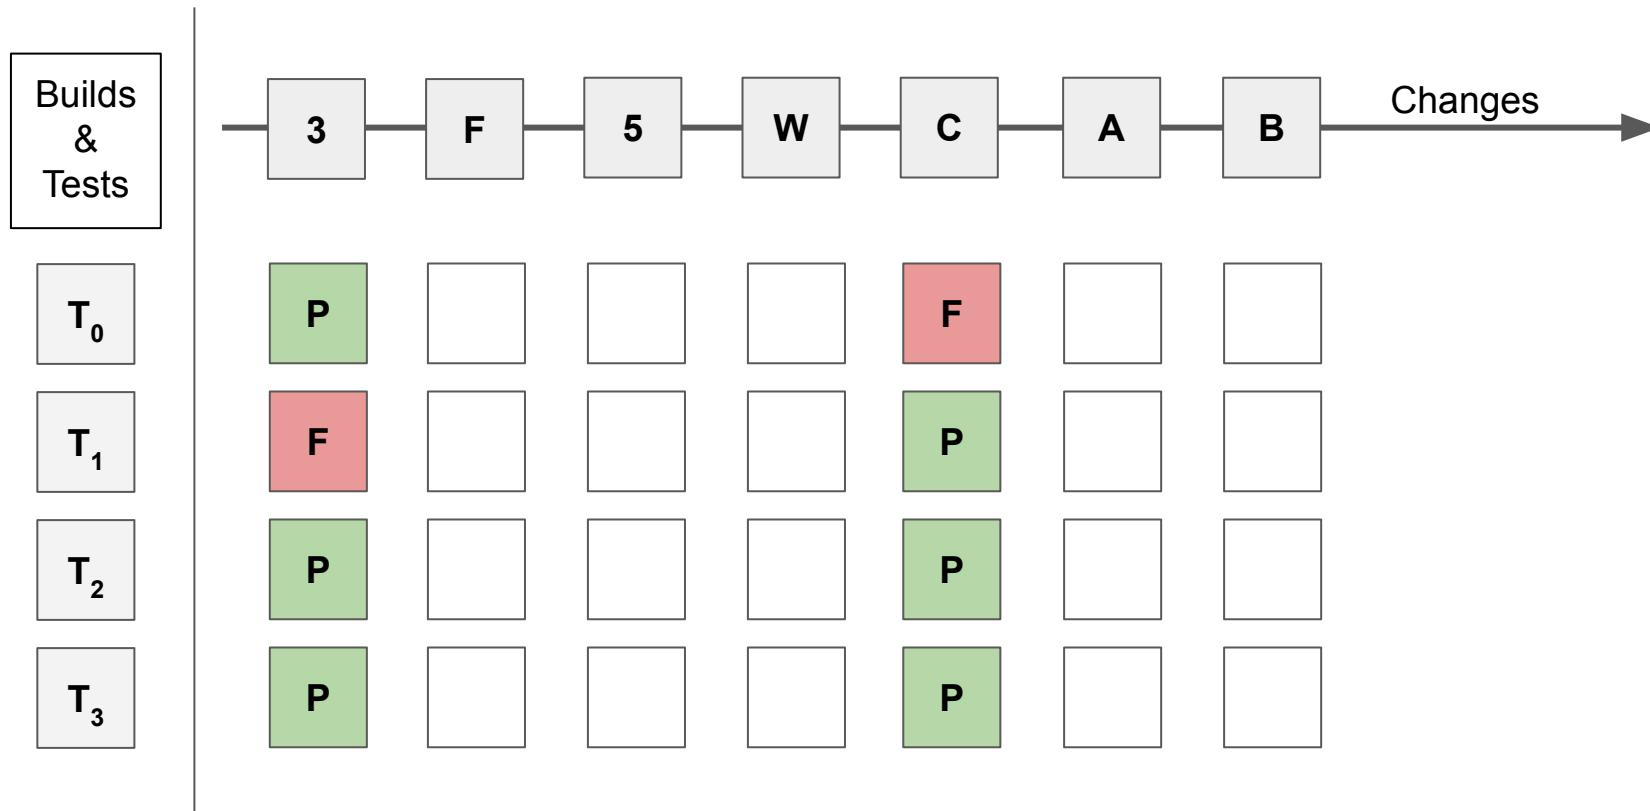 Builds
&
Tests
3 F 5 W C A B Changes
T0 P F
T1 F P
T2 P P
T3 P P